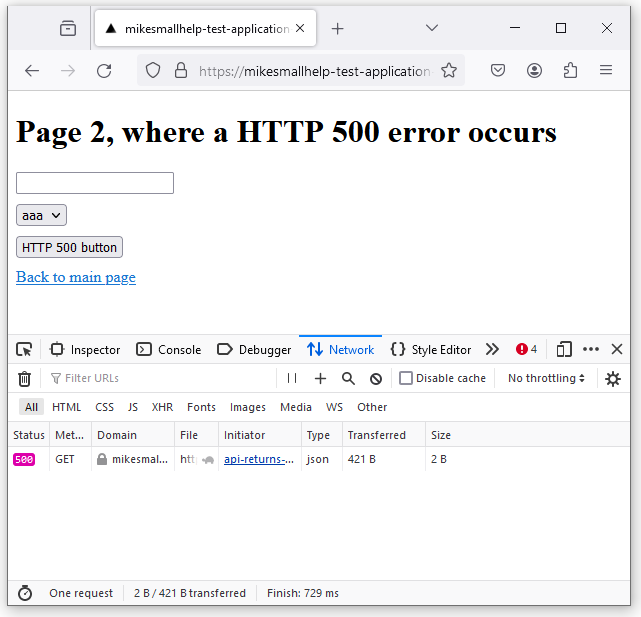 mikesmallhelp-test-application
https://mikesmallhelp-test-application
Page 2, where a HTTP 500 error occurs
aaa
HTTP 500 button
Back to main page
Inspector Console Debugger Network Style Editor 4
Filter URLs Disable cache No throttling
All HTML CSS JS XHR Fonts Images Media WS Other
Status Met... Domain File Initiator Type Transferred Size
500 GET mikesmal... htt api-returns-... json 421 B 2 B
One request 2 B / 421 B transferred Finish: 729 ms